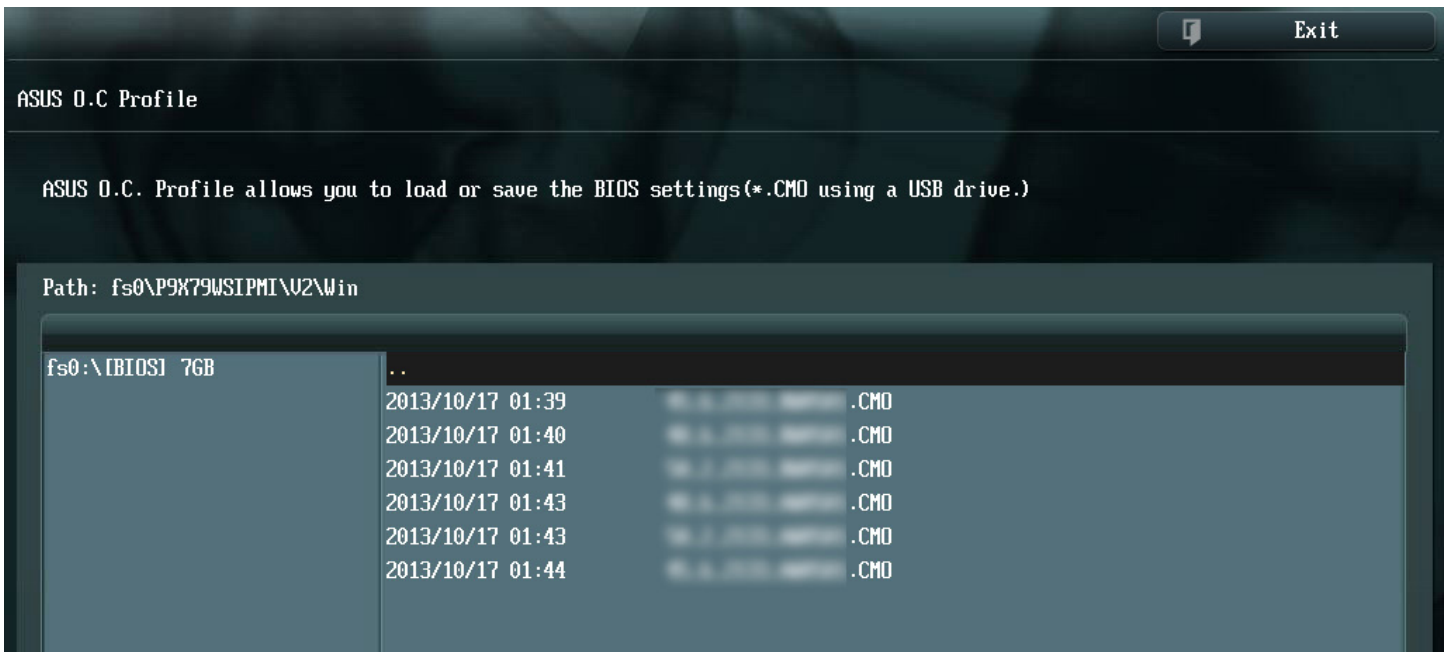 Exit
ASUS O.C Profile
ASUS O.C. Profile allows you to load or save the BIOS settings(*.CMO using a USB drive.)
Path: fs0\P9X79WSIPMI\V2\Win
fs0:\[BIOS] 7GB
..
2013/10/17 01:39 .CMO
2013/10/17 01:40 .CMO
2013/10/17 01:41 .CMO
2013/10/17 01:43 .CMO
2013/10/17 01:43 .CMO
2013/10/17 01:44 .CMO